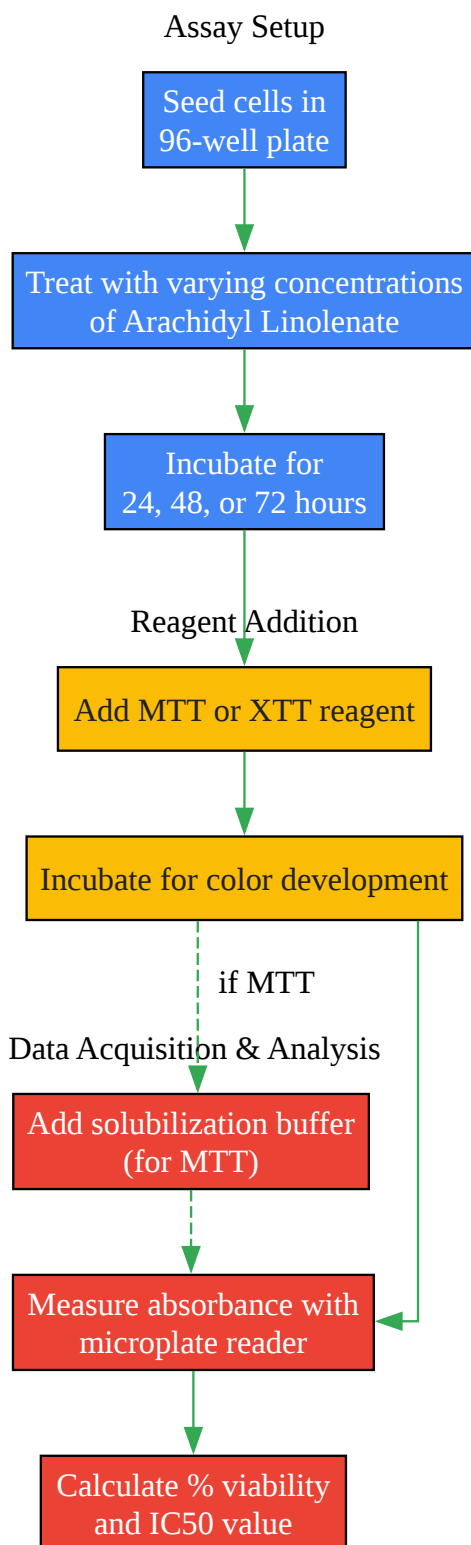 Assay Setup
Seed cells in
96-well plate
Treat with varying concentrations
of Arachidyl Linolenate
Incubate for
24, 48, or 72 hours
Reagent Addition
Add MTT or XTT reagent
Incubate for color development
if MTT
Data Acquisition & Analysis
Add solubilization buffer
(for MTT)
Measure absorbance with
microplate reader
Calculate % viability
and IC50 value